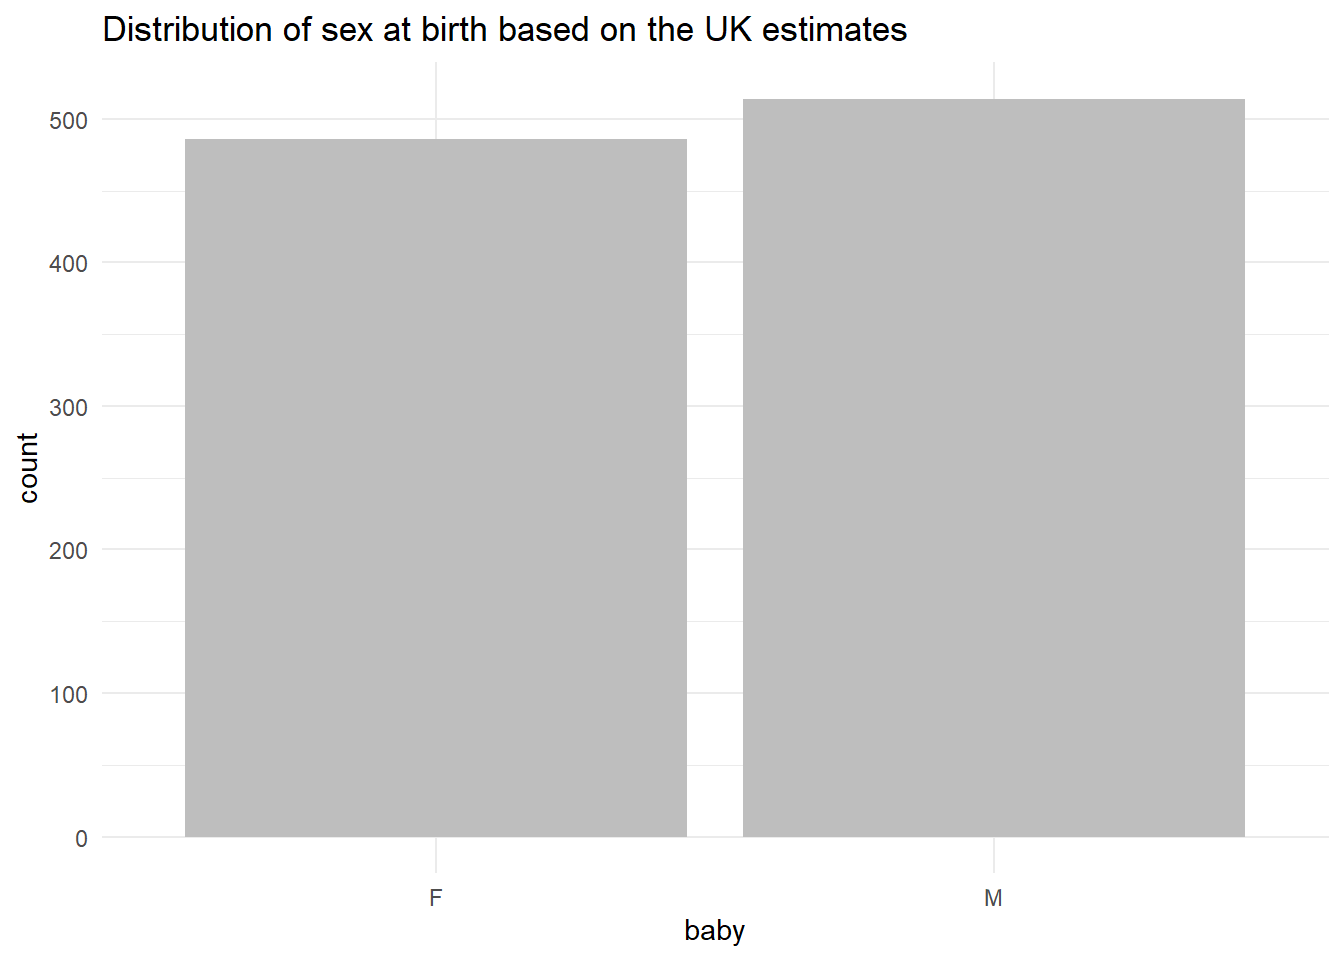 Distribution of sex at birth based on the UK estimates
500
400
300
200
100
0
count
F
M
baby